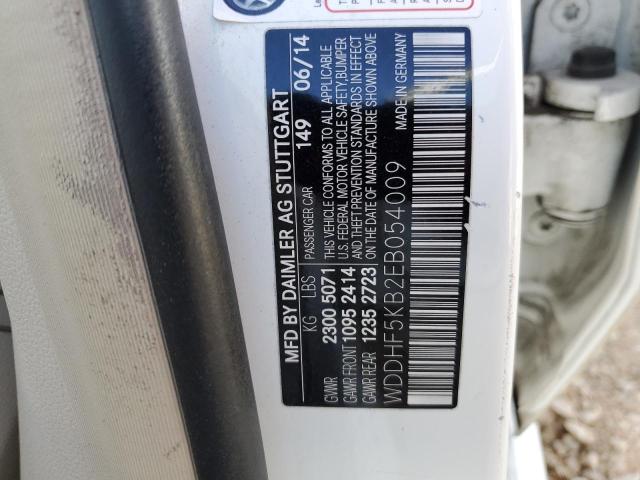 MFD BY DAIMLER AG STUTTGART
KG LBS PASSENGER CAR 149 06/14
GVWR 2300 5071 THIS VEHICLE CONFORMS TO ALL APPLICABLE
U.S. FEDERAL MOTOR VEHICLE SAFETY, BUMPER
GAWR FRONT 1095 2414 AND THEFT PREVENTION STANDARDS IN EFFECT
GAWR REAR 1235 2723 ON THE DATE OF MANUFACTURE SHOWN ABOVE
WDDHF5KB2EB054009 MADE IN GERMANY